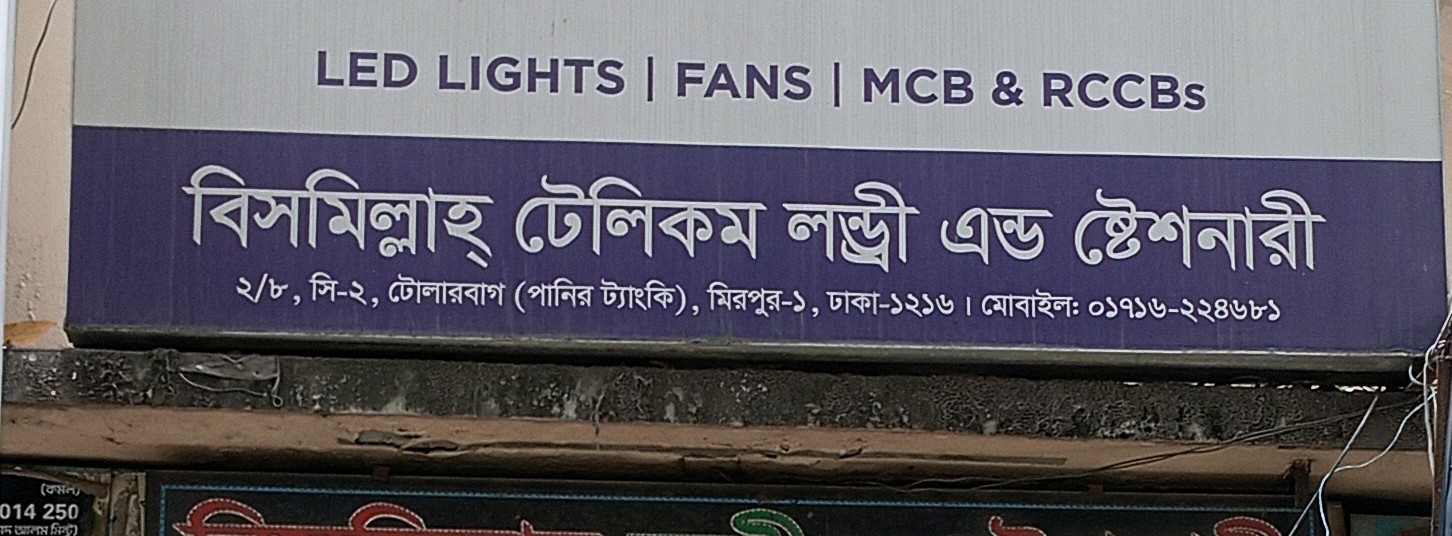 LED LIGHTS | FANS | MCB & RCCBs
বিসমিল্লাহ্ টেলিকম লন্ড্রী এন্ড ষ্টেশনারী
২/৮, সি-২, টোলারবাগ (পানির ট্যাংকি), মিরপুর-১, ঢাকা-১২১৬। মোবাইল: ০১৭১৬-২২৪৬৮১
014 250